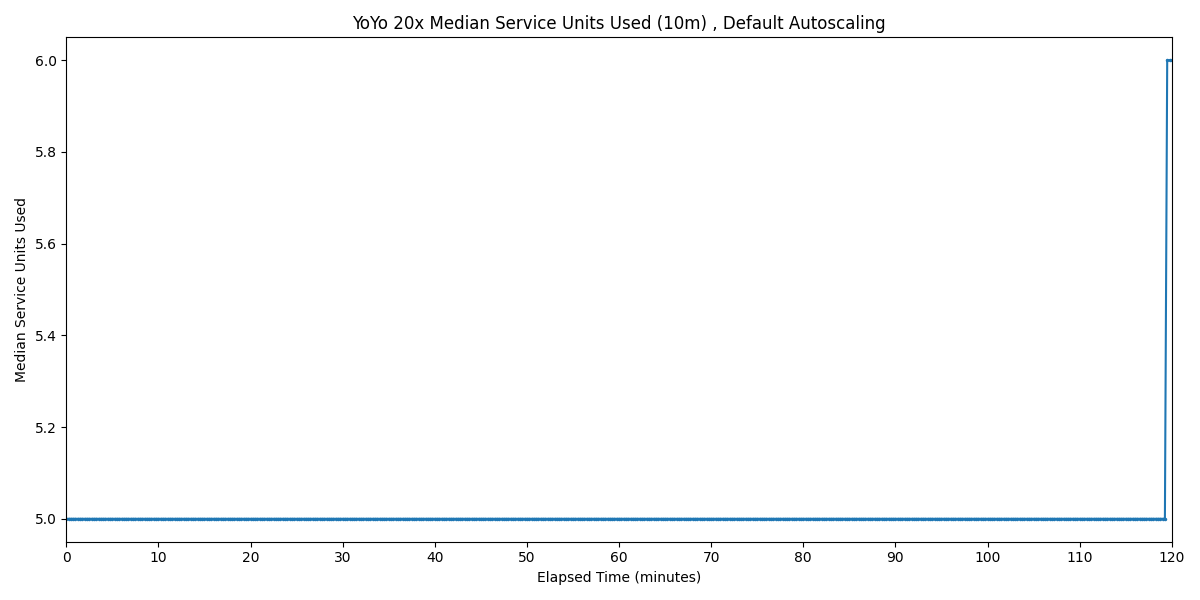 YoYo 20x Median Service Units Used (10m) , Default Autoscaling
6.0
5.8
5.6
5.4
5.2
5.0
Median Service Units Used
0 10 20 30 40 50 60 70 80 90 100 110 120
Elapsed Time (minutes)